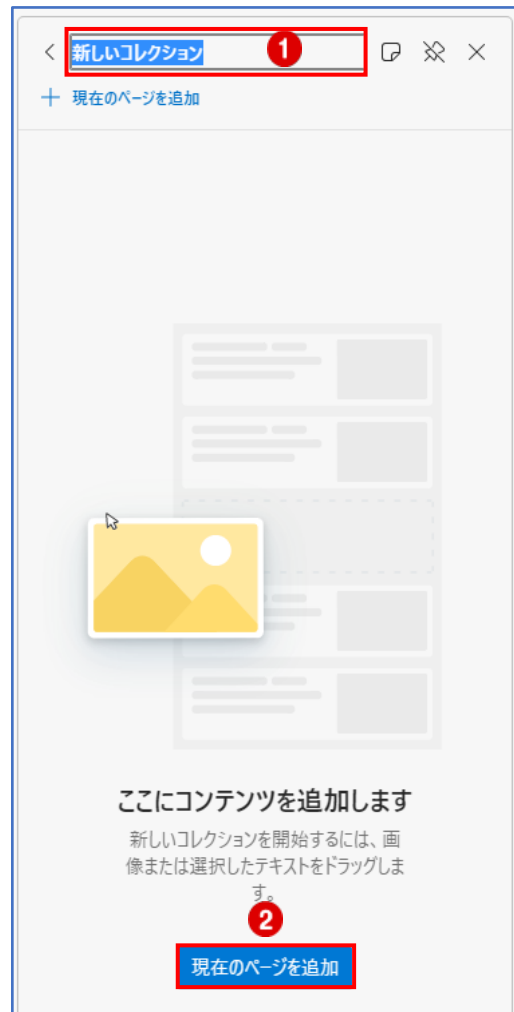 新しいコレクション
1
現在のページを追加
ここにコンテンツを追加します
新しいコレクションを開始するには、画
像または選択したテキストをドラッグしま
す。
2
現在のページを追加